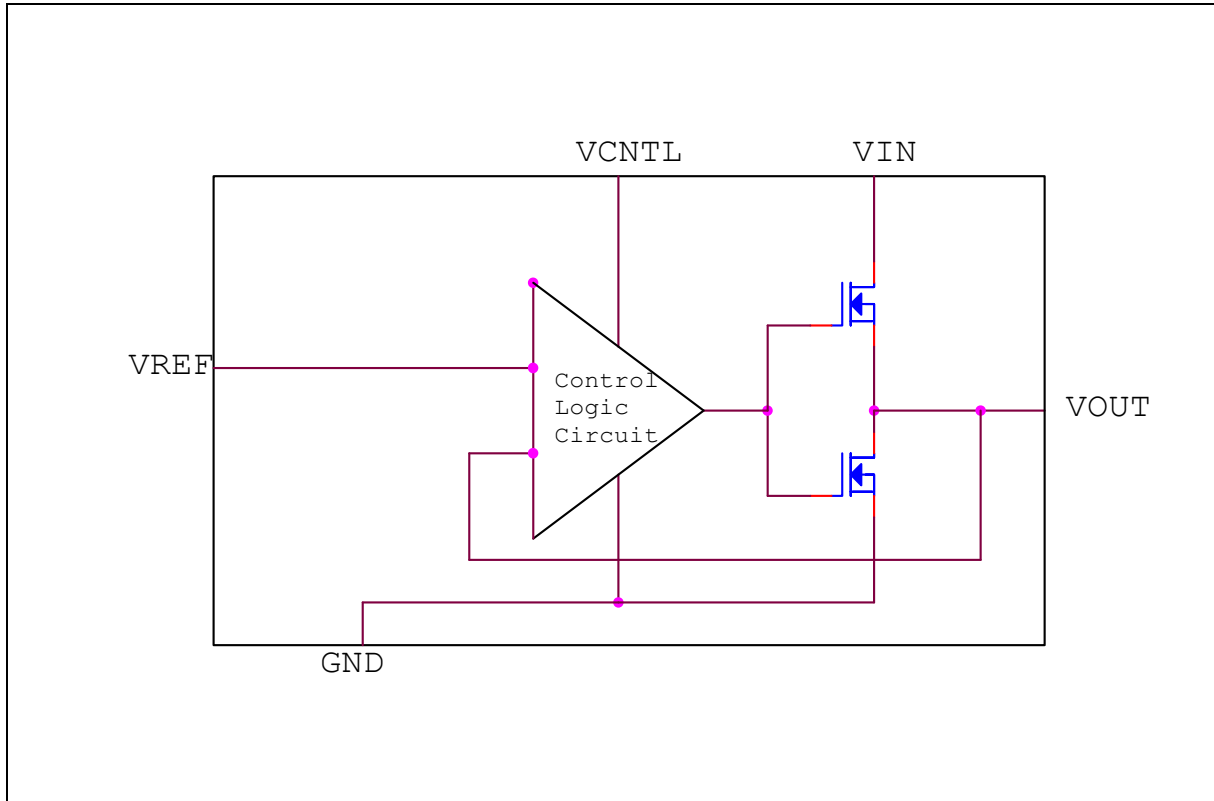 VCNTL
VIN
VREF
Control
Logic
Circuit
VOUT
GND